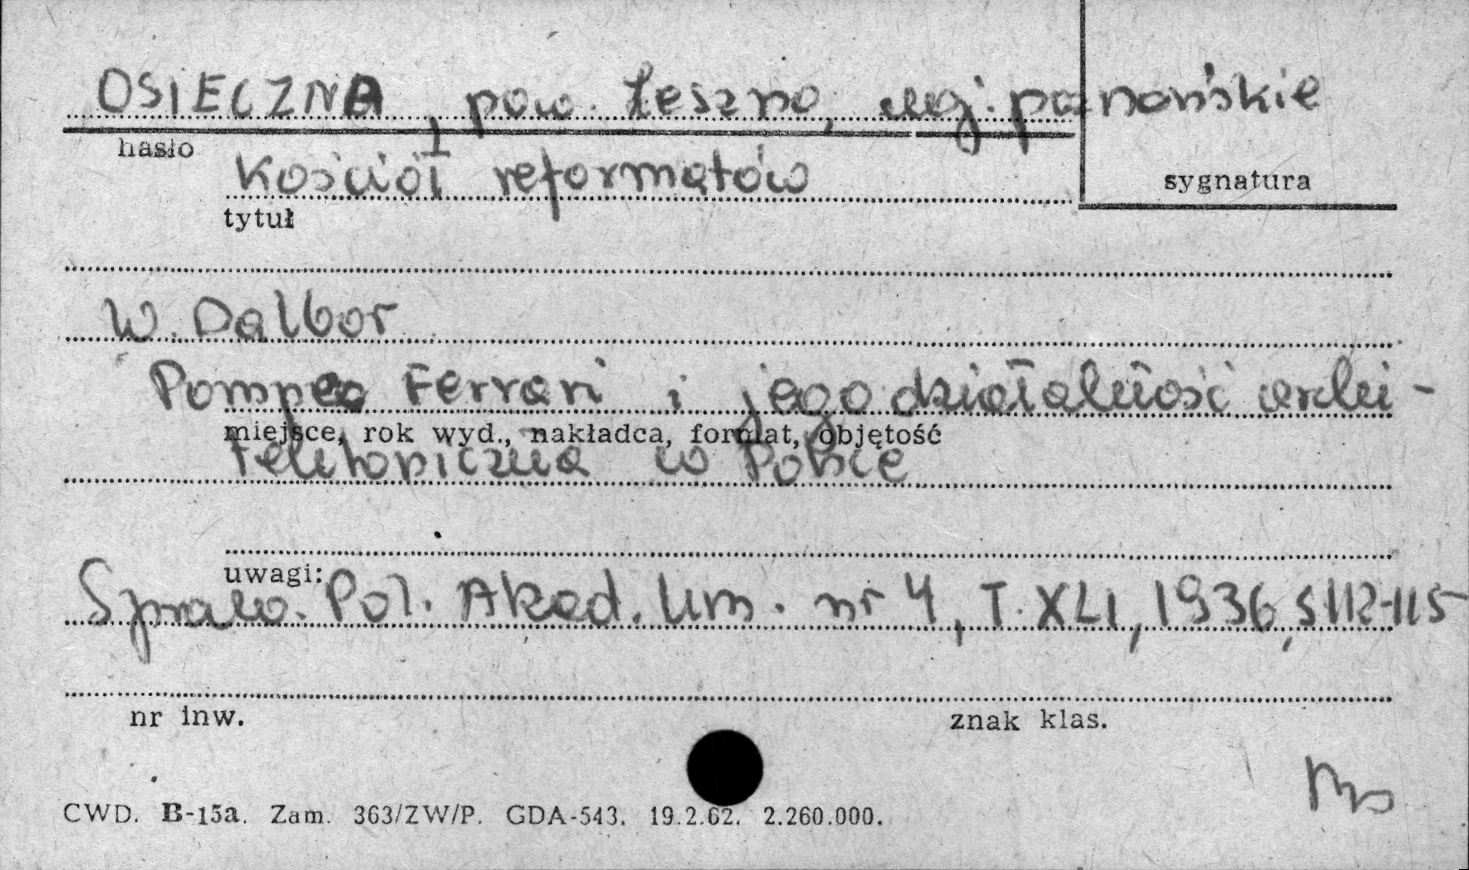 OSIECZNA, pow. Leszno, woj. poznańskie
hasło
Kościół reformatów
sygnatura
tytuł
W. Dalbor
Pompeo Ferrari i jego działalność archi-
miejsce, rok wyd., nakładca, format, objętość
tektoniczna w Polsce
uwagi:
Spraw. Pol. Akad. Um. nr 4, T. XLI, 1936, s 112-115
nr inw.
znak klas.
CWD. B-15a. Zam. 363/ZW/P. GDA-543. 19.2.62. 2.260.000.